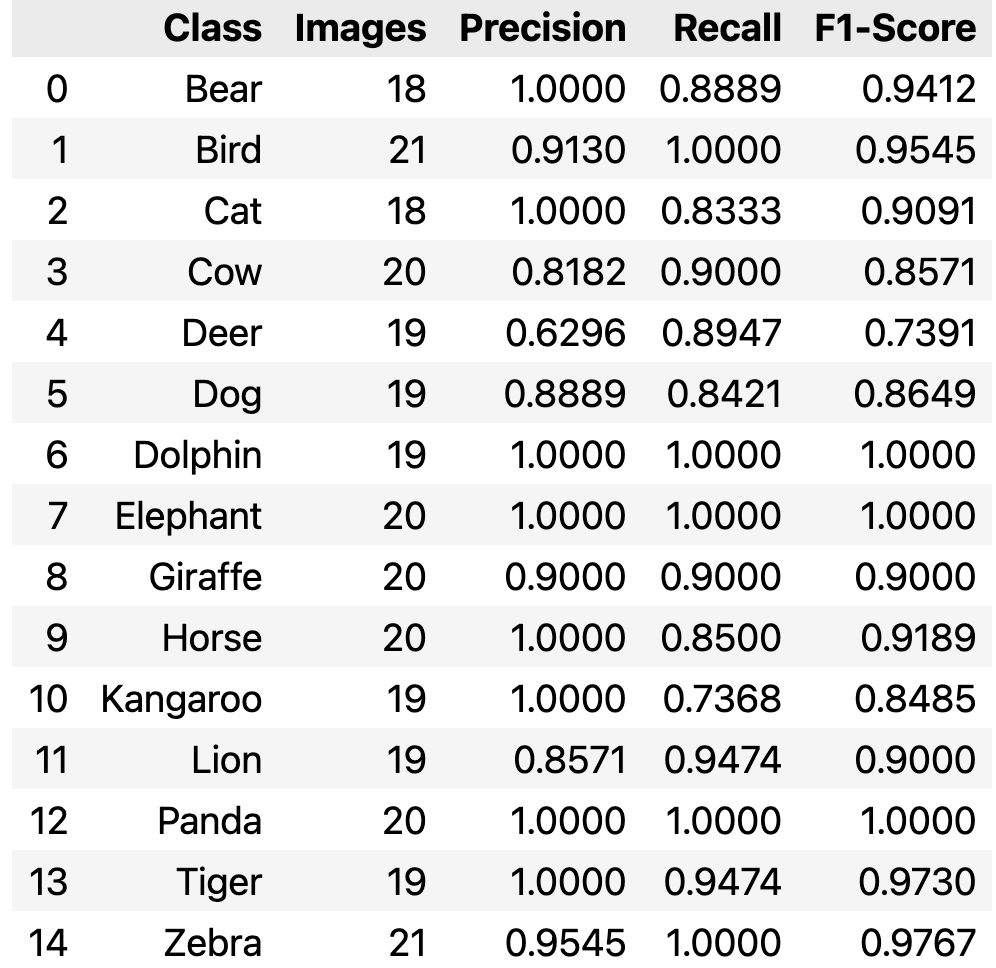 Class Images Precision Recall F1-Score
0 Bear 18 1.0000 0.8889 0.9412
1 Bird 21 0.9130 1.0000 0.9545
2 Cat 18 1.0000 0.8333 0.9091
3 Cow 20 0.8182 0.9000 0.8571
4 Deer 19 0.6296 0.8947 0.7391
5 Dog 19 0.8889 0.8421 0.8649
6 Dolphin 19 1.0000 1.0000 1.0000
7 Elephant 20 1.0000 1.0000 1.0000
8 Giraffe 20 0.9000 0.9000 0.9000
9 Horse 20 1.0000 0.8500 0.9189
10 Kangaroo 19 1.0000 0.7368 0.8485
11 Lion 19 0.8571 0.9474 0.9000
12 Panda 20 1.0000 1.0000 1.0000
13 Tiger 19 1.0000 0.9474 0.9730
14 Zebra 21 0.9545 1.0000 0.9767